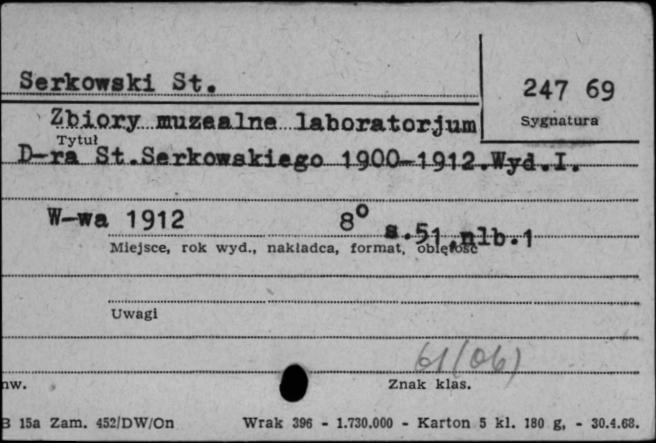 Serkowski St.
247 69
Sygnatura
Zbiory muzealne laboratorjum
Tytuł
D-ra St.Serkowskiego 1900-1912.Wyd.I.
W-wa 1912 8° s.51,nlb.1
Miejsce, rok wyd., nakładca, format, objętość
Uwagi
61(06)
nw.
Znak klas.
B 15a Zam. 452/DW/On Wrak 396 - 1.730.000 - Karton 5 kl. 180 g, - 30.4.68.